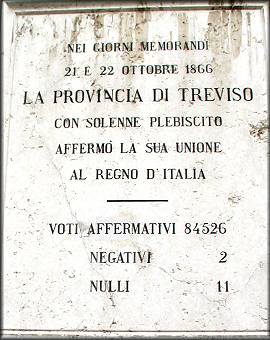 NEI GIORNI MEMORANDI
21 E 22 OTTOBRE 1866
LA PROVINCIA DI TREVISO
CON SOLENNE PLEBISCITO
AFFERMÒ LA SUA UNIONE
AL REGNO D'ITALIA
VOTI AFFERMATIVI 84526
NEGATIVI 2
NULLI 11